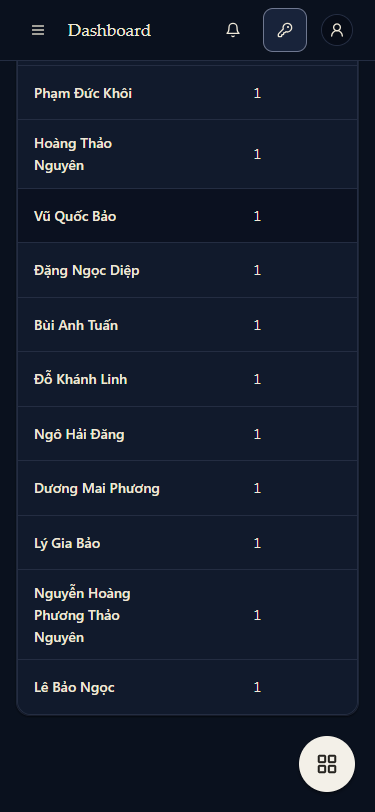 Dashboard
Phạm Đức Khôi 1
Hoàng Thảo
Nguyên 1
Vũ Quốc Bảo 1
Đặng Ngọc Diệp 1
Bùi Anh Tuấn 1
Đỗ Khánh Linh 1
Ngô Hải Đăng 1
Dương Mai Phương 1
Lý Gia Bảo 1
Nguyễn Hoàng
Phương Thảo 1
Nguyên
Lê Bảo Ngọc 1